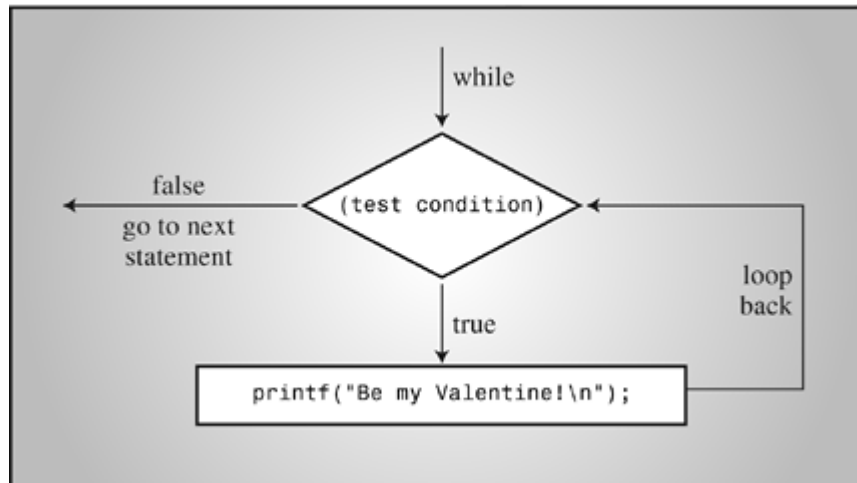 while
false
(test condition)
go to next
statement
loop
back
true
printf("Be my Valentine!\n");